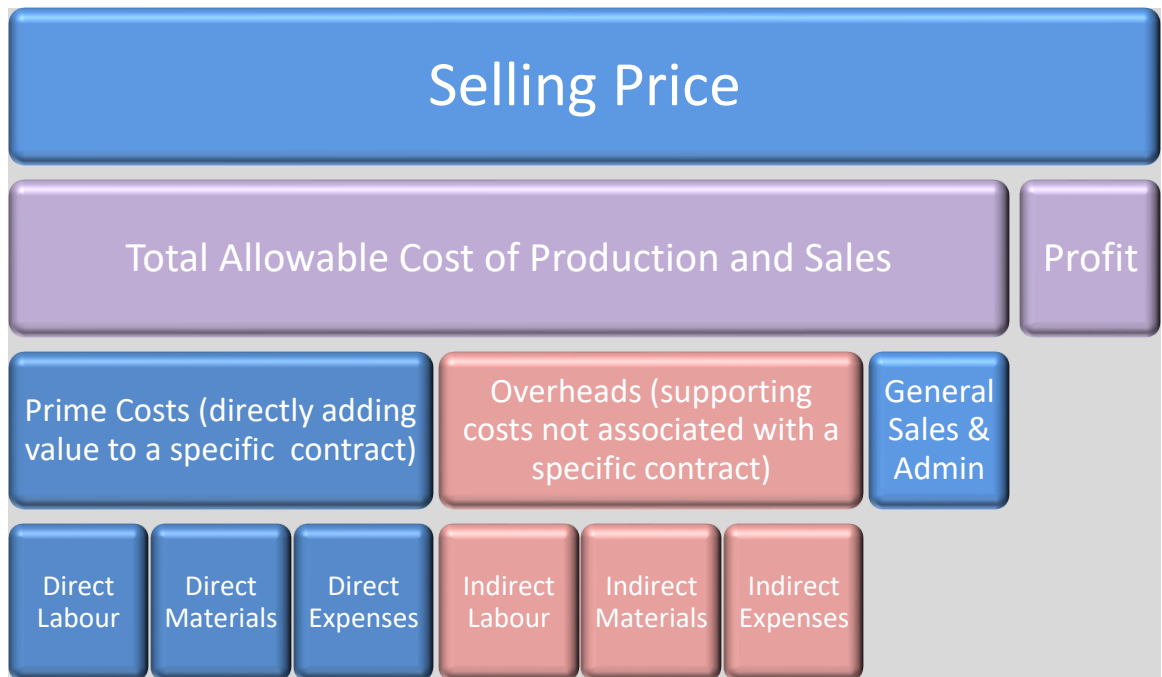 Selling Price
Total Allowable Cost of Production and Sales
Profit
Prime Costs (directly adding
value to a specific contract)
Overheads (supporting
costs not associated with a
specific contract)
General
Sales &
Admin
Direct
Labour
Direct
Materials
Direct
Expenses
Indirect
Labour
Indirect
Materials
Indirect
Expenses